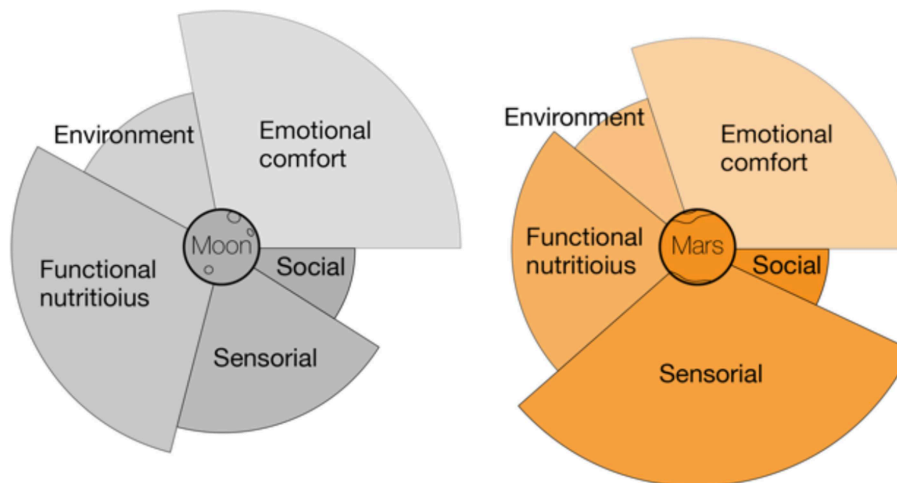 Environment
Emotional
comfort
Moon
Functional
nutritioius
Social
Sensorial
Environment
Emotional
comfort
Functional
nutritioius
Mars
Social
Sensorial